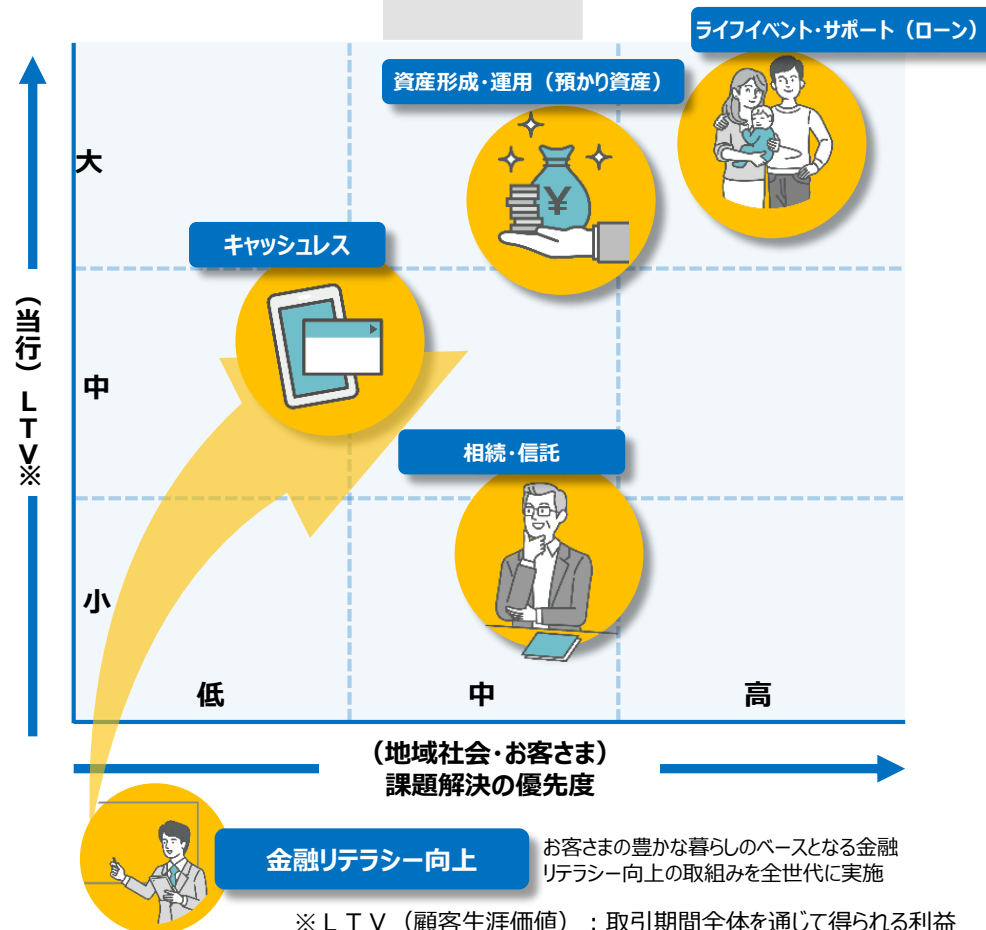 ライフイベント・サポート（ローン）
資産形成・運用（預かり資産）
大
キャッシュレス
（当行）LTV※
中
相続・信託
小
低
中
高
（地域社会・お客さま）
課題解決の優先度
金融リテラシー向上
お客さまの豊かな暮らしのベースとなる金融
リテラシー向上の取組みを全世代に実施
※ＬＴＶ（顧客生涯価値）：取引期間全体を通じて得られる利益
¥